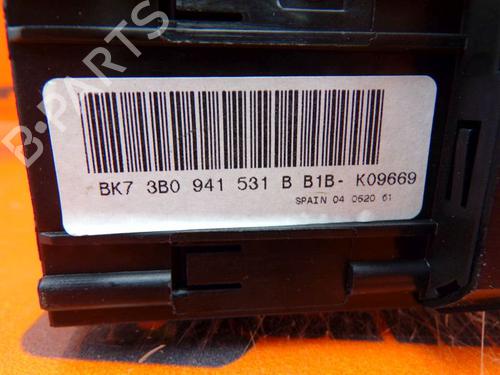 B-PARTS
BK7 3B0 941 531 B B1B- K09669
SPAIN 04 0620 61